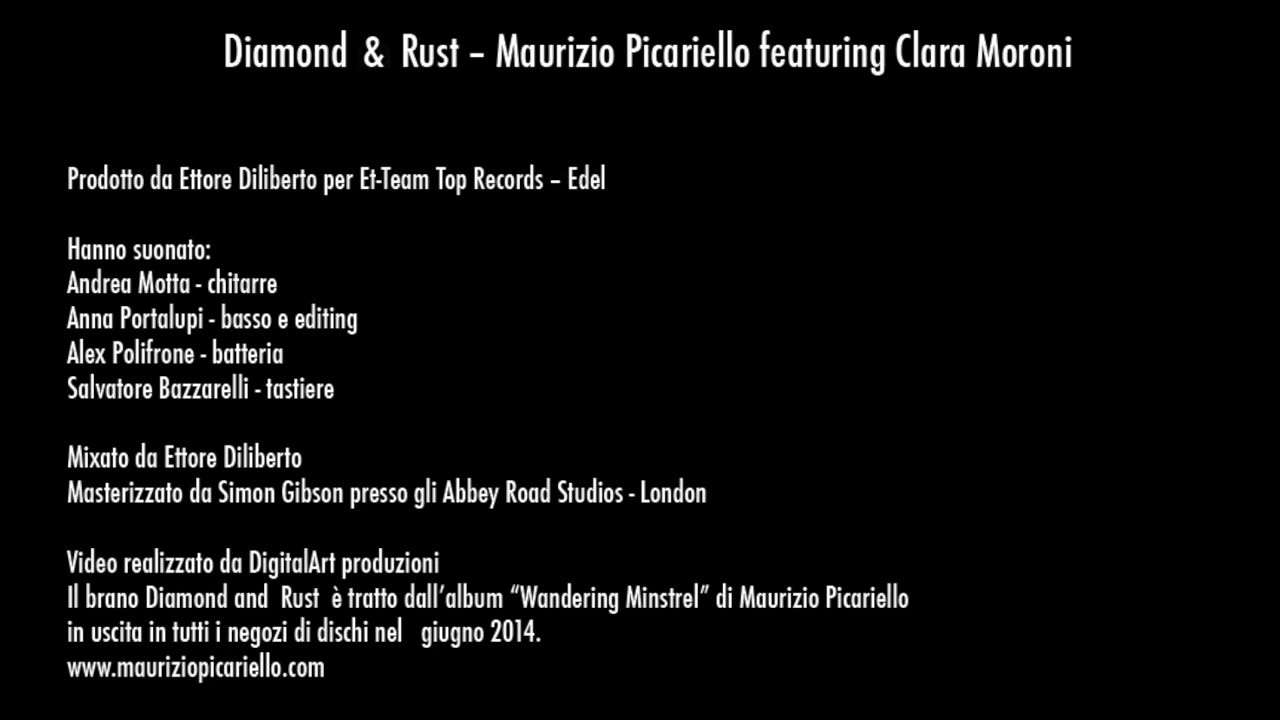 Diamond & Rust – Maurizio Picariello featuring Clara Moroni
Prodotto da Ettore Diliberto per Et-Team Top Records – Edel
Hanno suonato:
Andrea Motta - chitarre
Anna Portalupi - basso e editing
Alex Polifrone - batteria
Salvatore Bazzarelli - tastiere
Mixato da Ettore Diliberto
Masterizzato da Simon Gibson presso gli Abbey Road Studios - London
Video realizzato da DigitalArt produzioni
Il brano Diamond and Rust è tratto dall’album “Wandering Minstrel” di Maurizio Picariello
in uscita in tutti i negozi di dischi nel giugno 2014.
www.mauriziopicariello.com